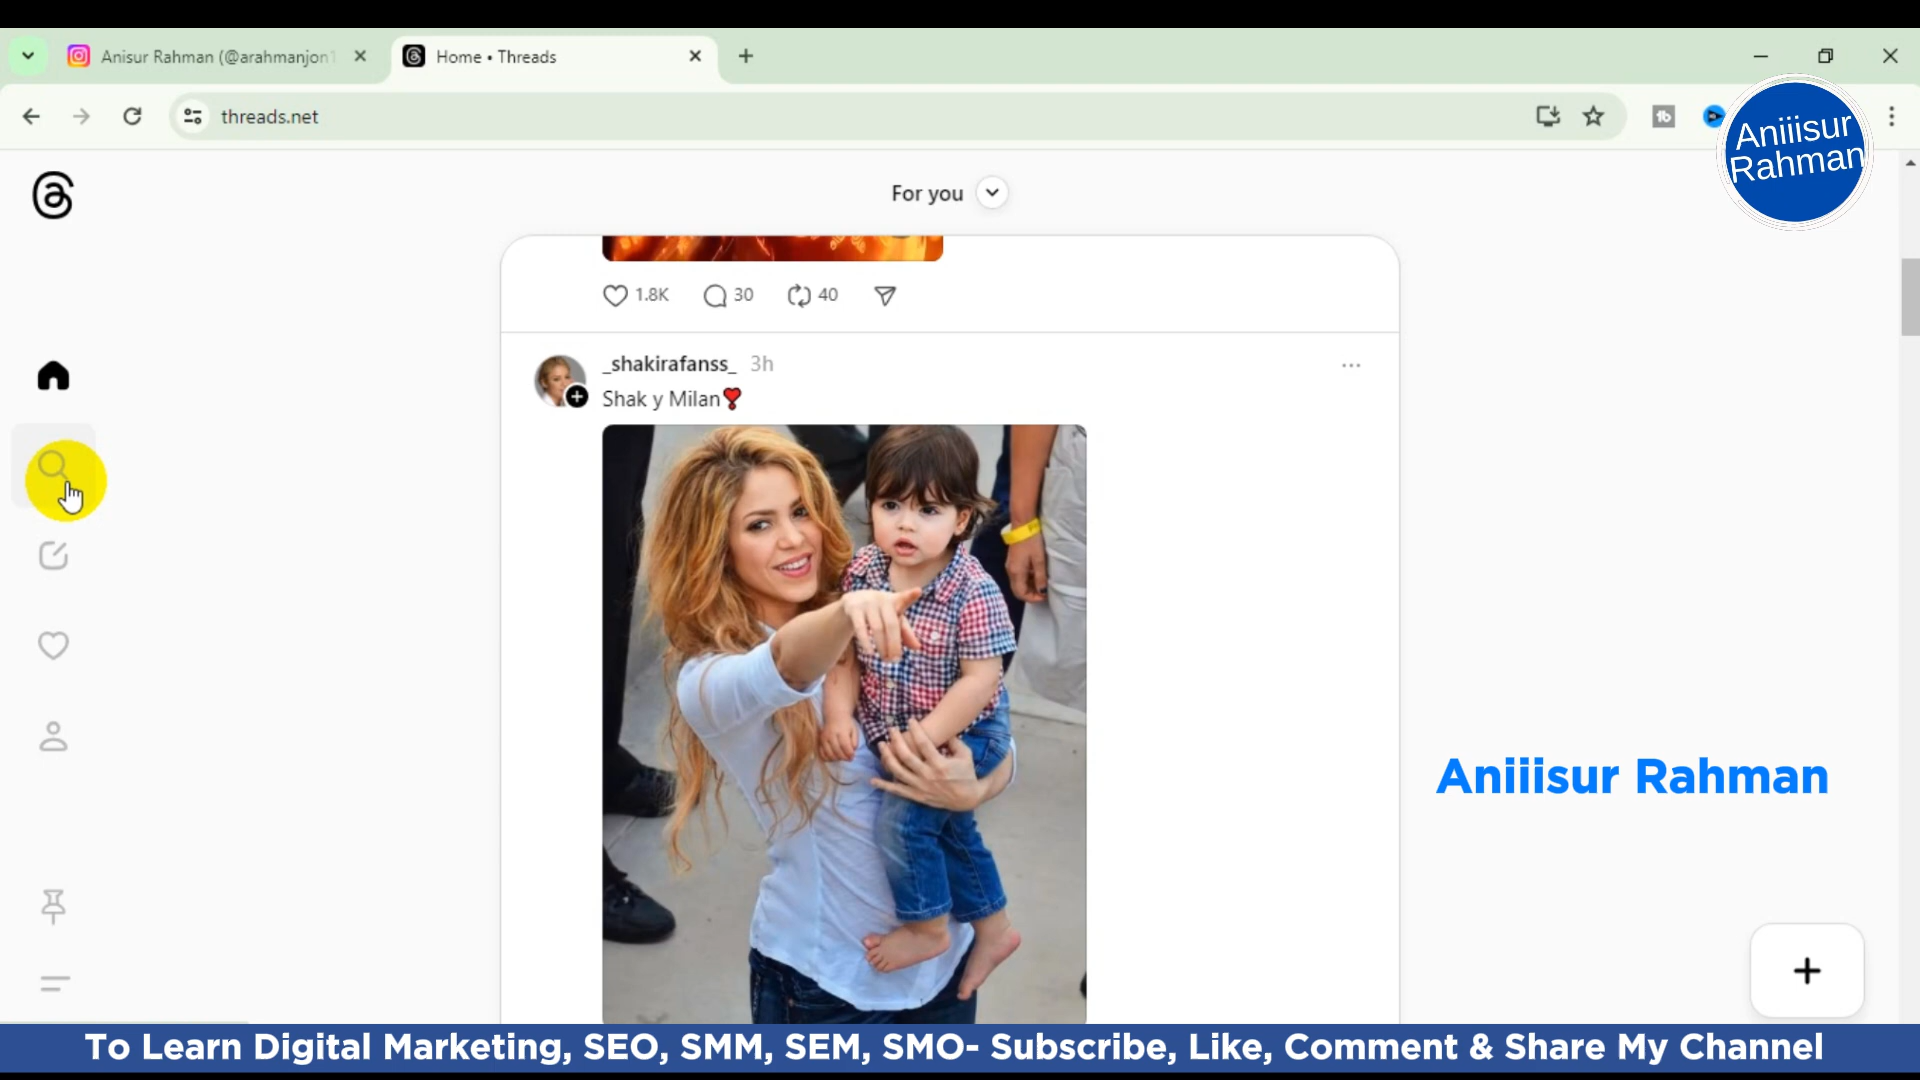 Anisur Rahman (@arahmanjon1
Home • Threads
threads.net
Aniiisur
Rahman
For you
1.8K 30 40
_shakirafanss_ 3h
Shak y Milan❣️
Aniiisur Rahman
To Learn Digital Marketing, SEO, SMM, SEM, SMO- Subscribe, Like, Comment & Share My Channel